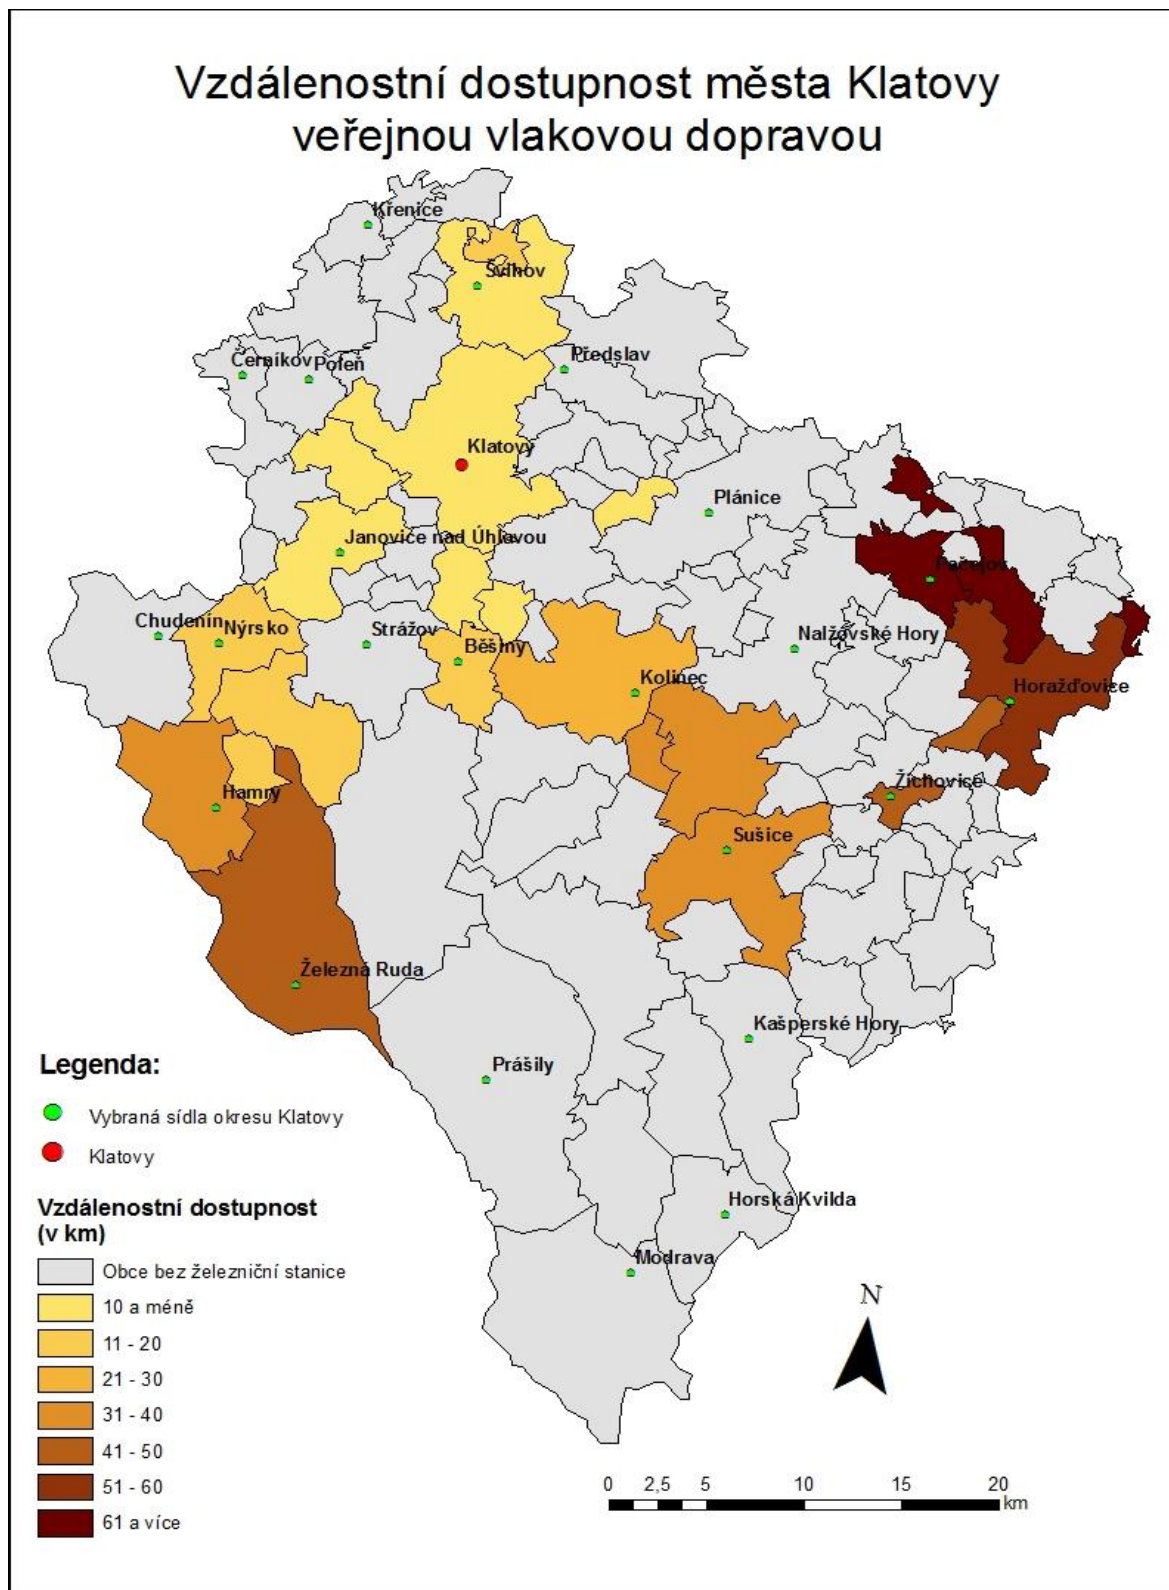 Vzdálenostní dostupnost města Klatovy
veřejnou vlakovou dopravou
Křenice
Švihov
Předslav
Černíkov
Poleň
Klatovy
Plánice
Janovice nad Úhlavou
Pačejov
Chudenín
Nýrsko
Strážov
Běšiny
Nalžovské Hory
Kolinec
Horažďovice
Hamry
Žichovice
Sušice
Železná Ruda
Kašperské Hory
Prášily
Horská Kvilda
Modrava
Legenda:
Vybraná sídla okresu Klatovy
Klatovy
Vzdálenostní dostupnost
(v km)
Obce bez železniční stanice
10 a méně
11 - 20
21 - 30
31 - 40
41 - 50
51 - 60
61 a více
N
0 2,5 5 10 15 20
km